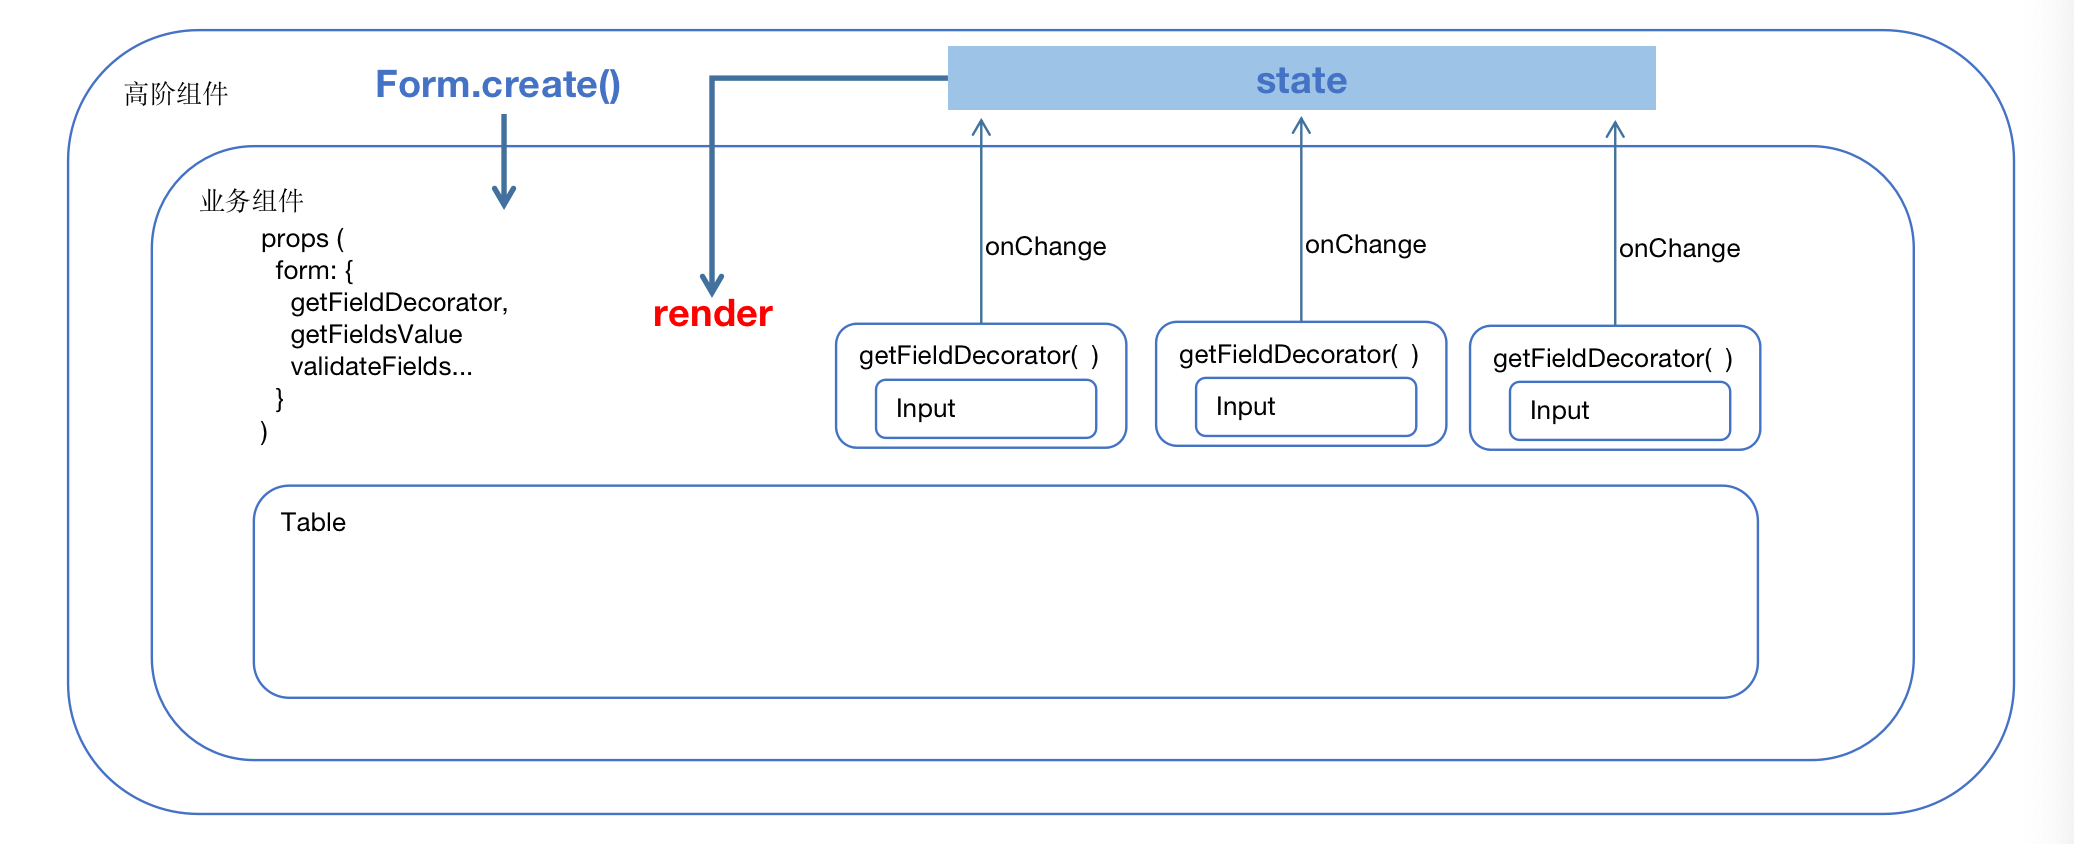 高阶组件
Form.create()
state
业务组件
props (
form: {
getFieldDecorator,
getFieldsValue
validateFields...
}
)
render
onChange
onChange
onChange
getFieldDecorator( )
Input
getFieldDecorator( )
Input
getFieldDecorator( )
Input
Table